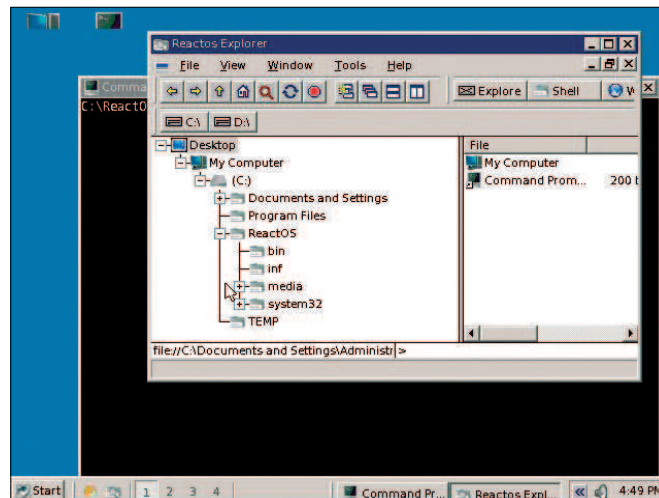 Reactos Explorer
File View Window Tools Help
Comma
C:\ReactO
Explore Shell
C:\ D:\
Desktop
My Computer
(C:)
Documents and Settings
Program Files
ReactOS
bin
inf
media
system32
TEMP
File
My Computer
Command Prom... 200
file://C:\Documents and Settings\Administr >
Start 1 2 3 4 Command Pr... Reactos Expl... 4:49 PM